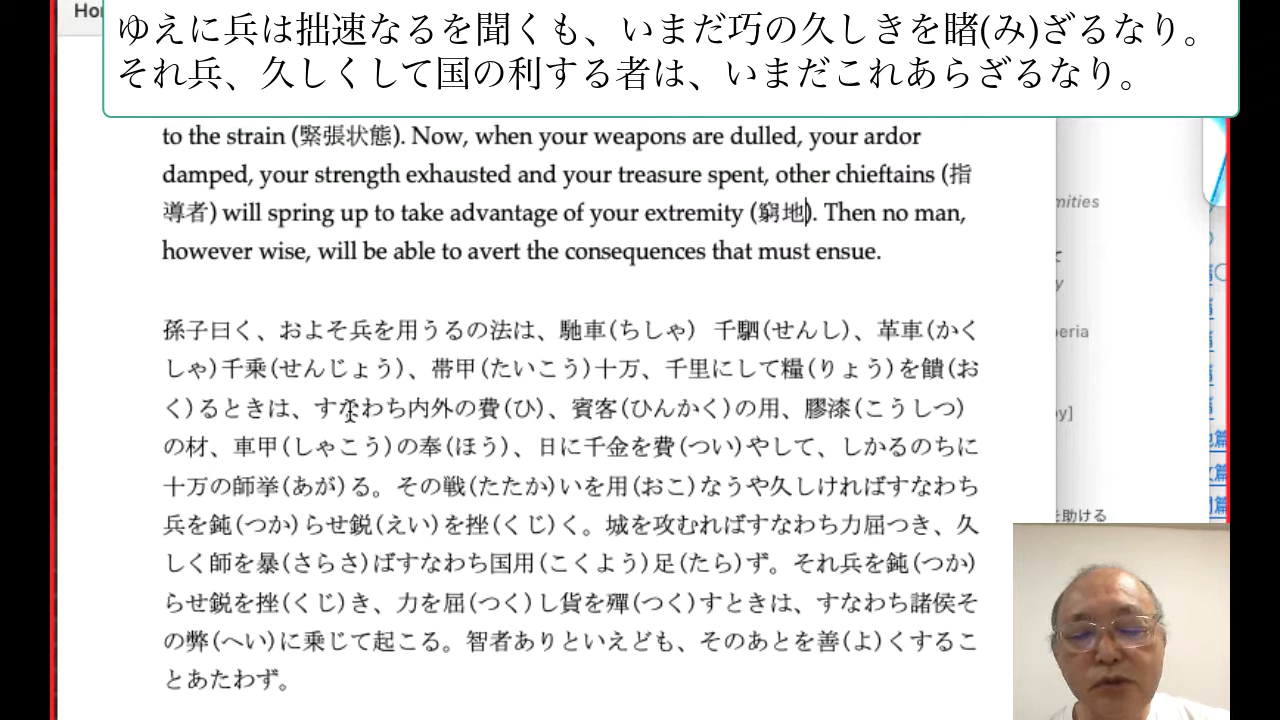 Ho
ゆえに兵は拙速なるを聞くも、いまだ巧の久しきを睹(み)ざるなり。
それ兵、久しくして国の利する者は、いまだこれあらざるなり。
to the strain (緊張状態). Now, when your weapons are dulled, your ardor
damped, your strength exhausted and your treasure spent, other chieftains (指
導者) will spring up to take advantage of your extremity (窮地). Then no man,
however wise, will be able to avert the consequences that must ensue.
孫子曰く、およそ兵を用うるの法は、馳車(ちしゃ) 千駟(せんし)、革車(かく
しゃ)千乗(せんじょう)、帯甲(たいこう)十万、千里にして糧(りょう)を饋(お
く)るときは、すなわち内外の費(ひ)、賓客(ひんかく)の用、膠漆(こうしつ)
の材、車甲(しゃこう)の奉(ほう)、日に千金を費(つい)やして、しかるのちに
十万の師挙(あが)る。その戦(たたか)いを用(おこ)なうや久しければすなわち
兵を鈍(つか)らせ鋭(えい)を挫(くじ)く。城を攻むればすなわち力屈つき、久
しく師を暴(さらさ)ばすなわち国用(こくよう)足(たら)ず。それ兵を鈍(つか)
らせ鋭を挫(くじ)き、力を屈(つく)し貨を殫(つく)すときは、すなわち諸侯そ
の弊(へい)に乗じて起こる。智者ありといえども、そのあとを善(よ)くするこ
とあたわず。
mities
peria
を助ける